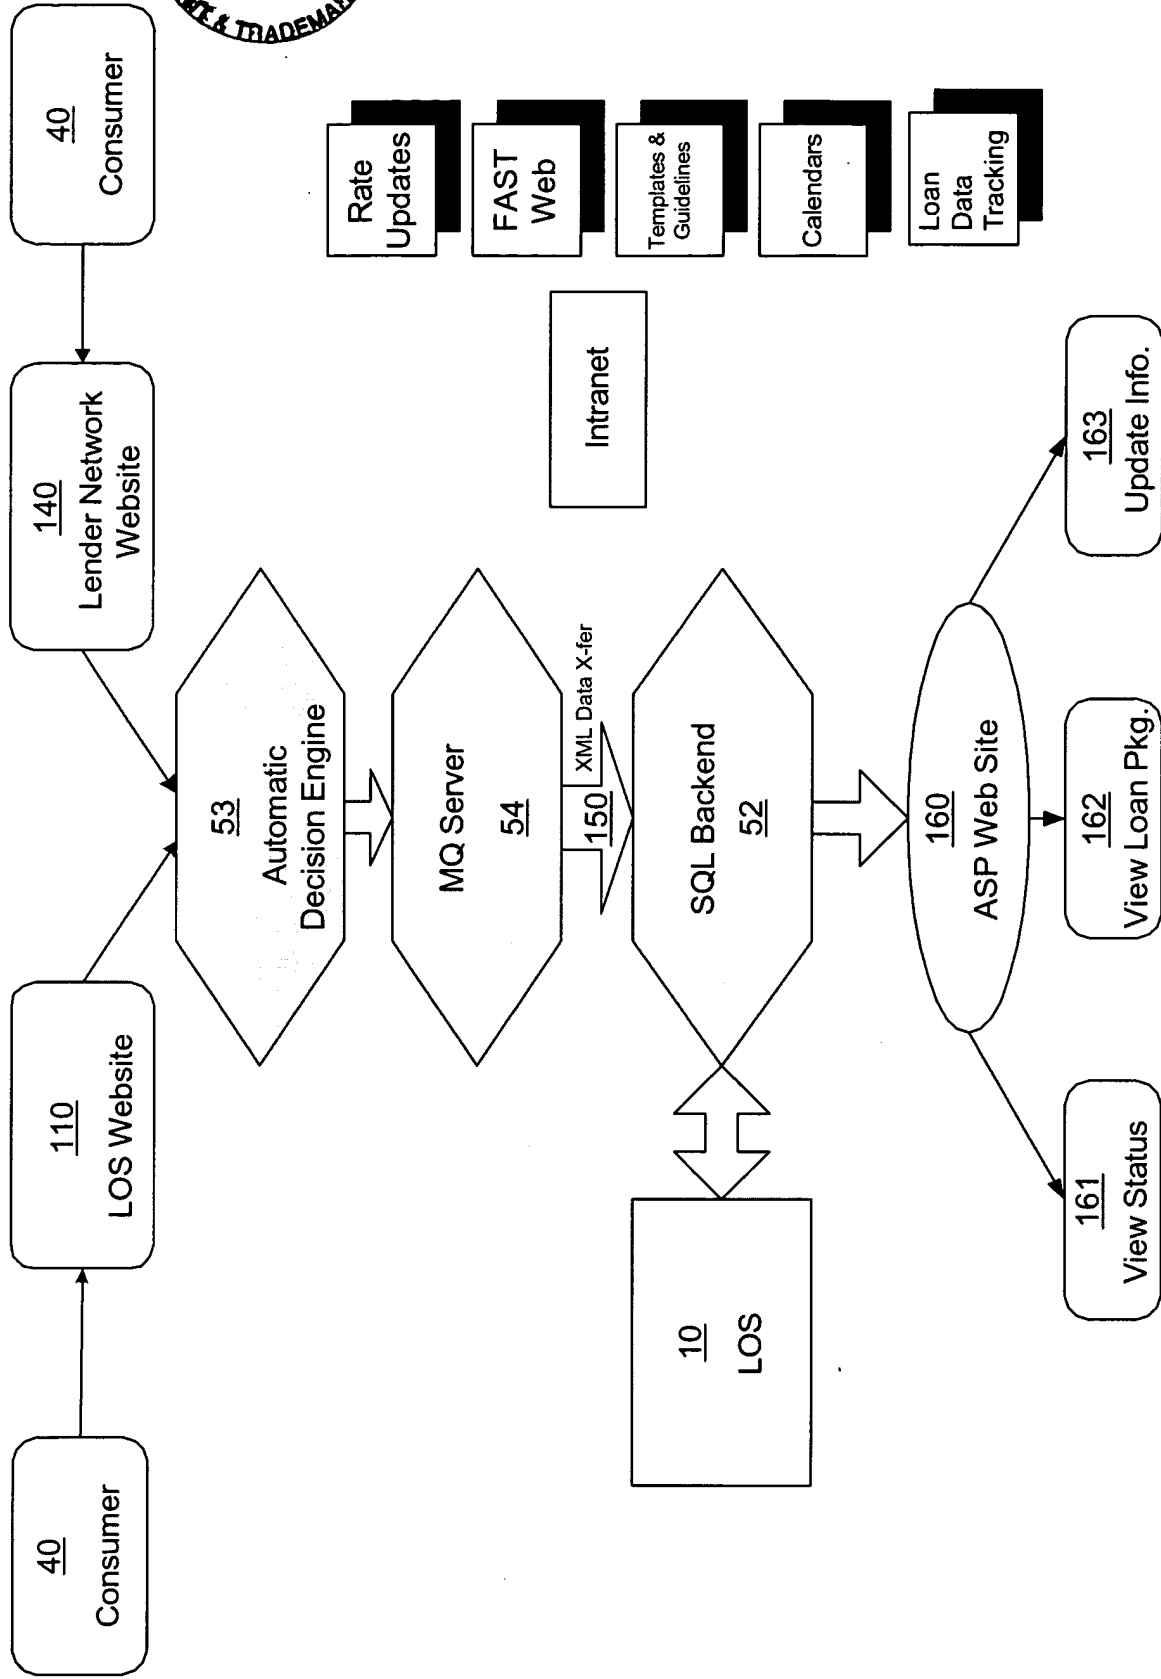 40
Consumer
110
LOS Website
140
Lender Network
Website
40
Consumer
& TRADEMAR
53
Automatic
Decision Engine
MQ Server
54
150
XML Data X-fer
SQL Backend
52
10
LOS
160
ASP Web Site
161
View Status
162
View Loan Pkg.
163
Update Info.
Intranet
Rate
Updates
FAST
Web
Templates &
Guidelines
Calendars
Loan
Data
Tracking